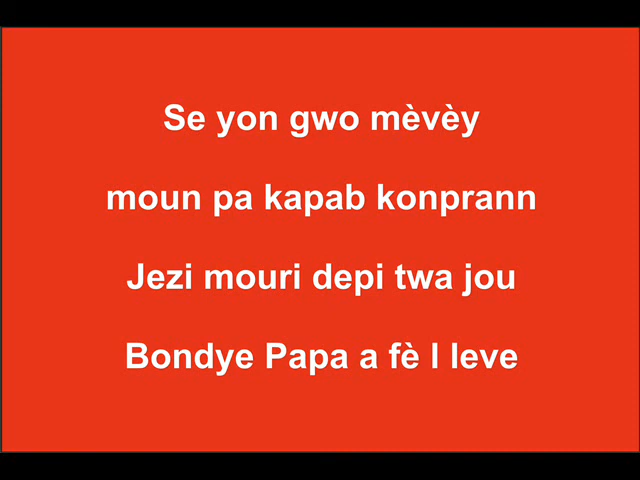 Se yon gwo mèvèy
moun pa kapab konprann
Jezi mouri depi twa jou
Bondye Papa a fè l leve